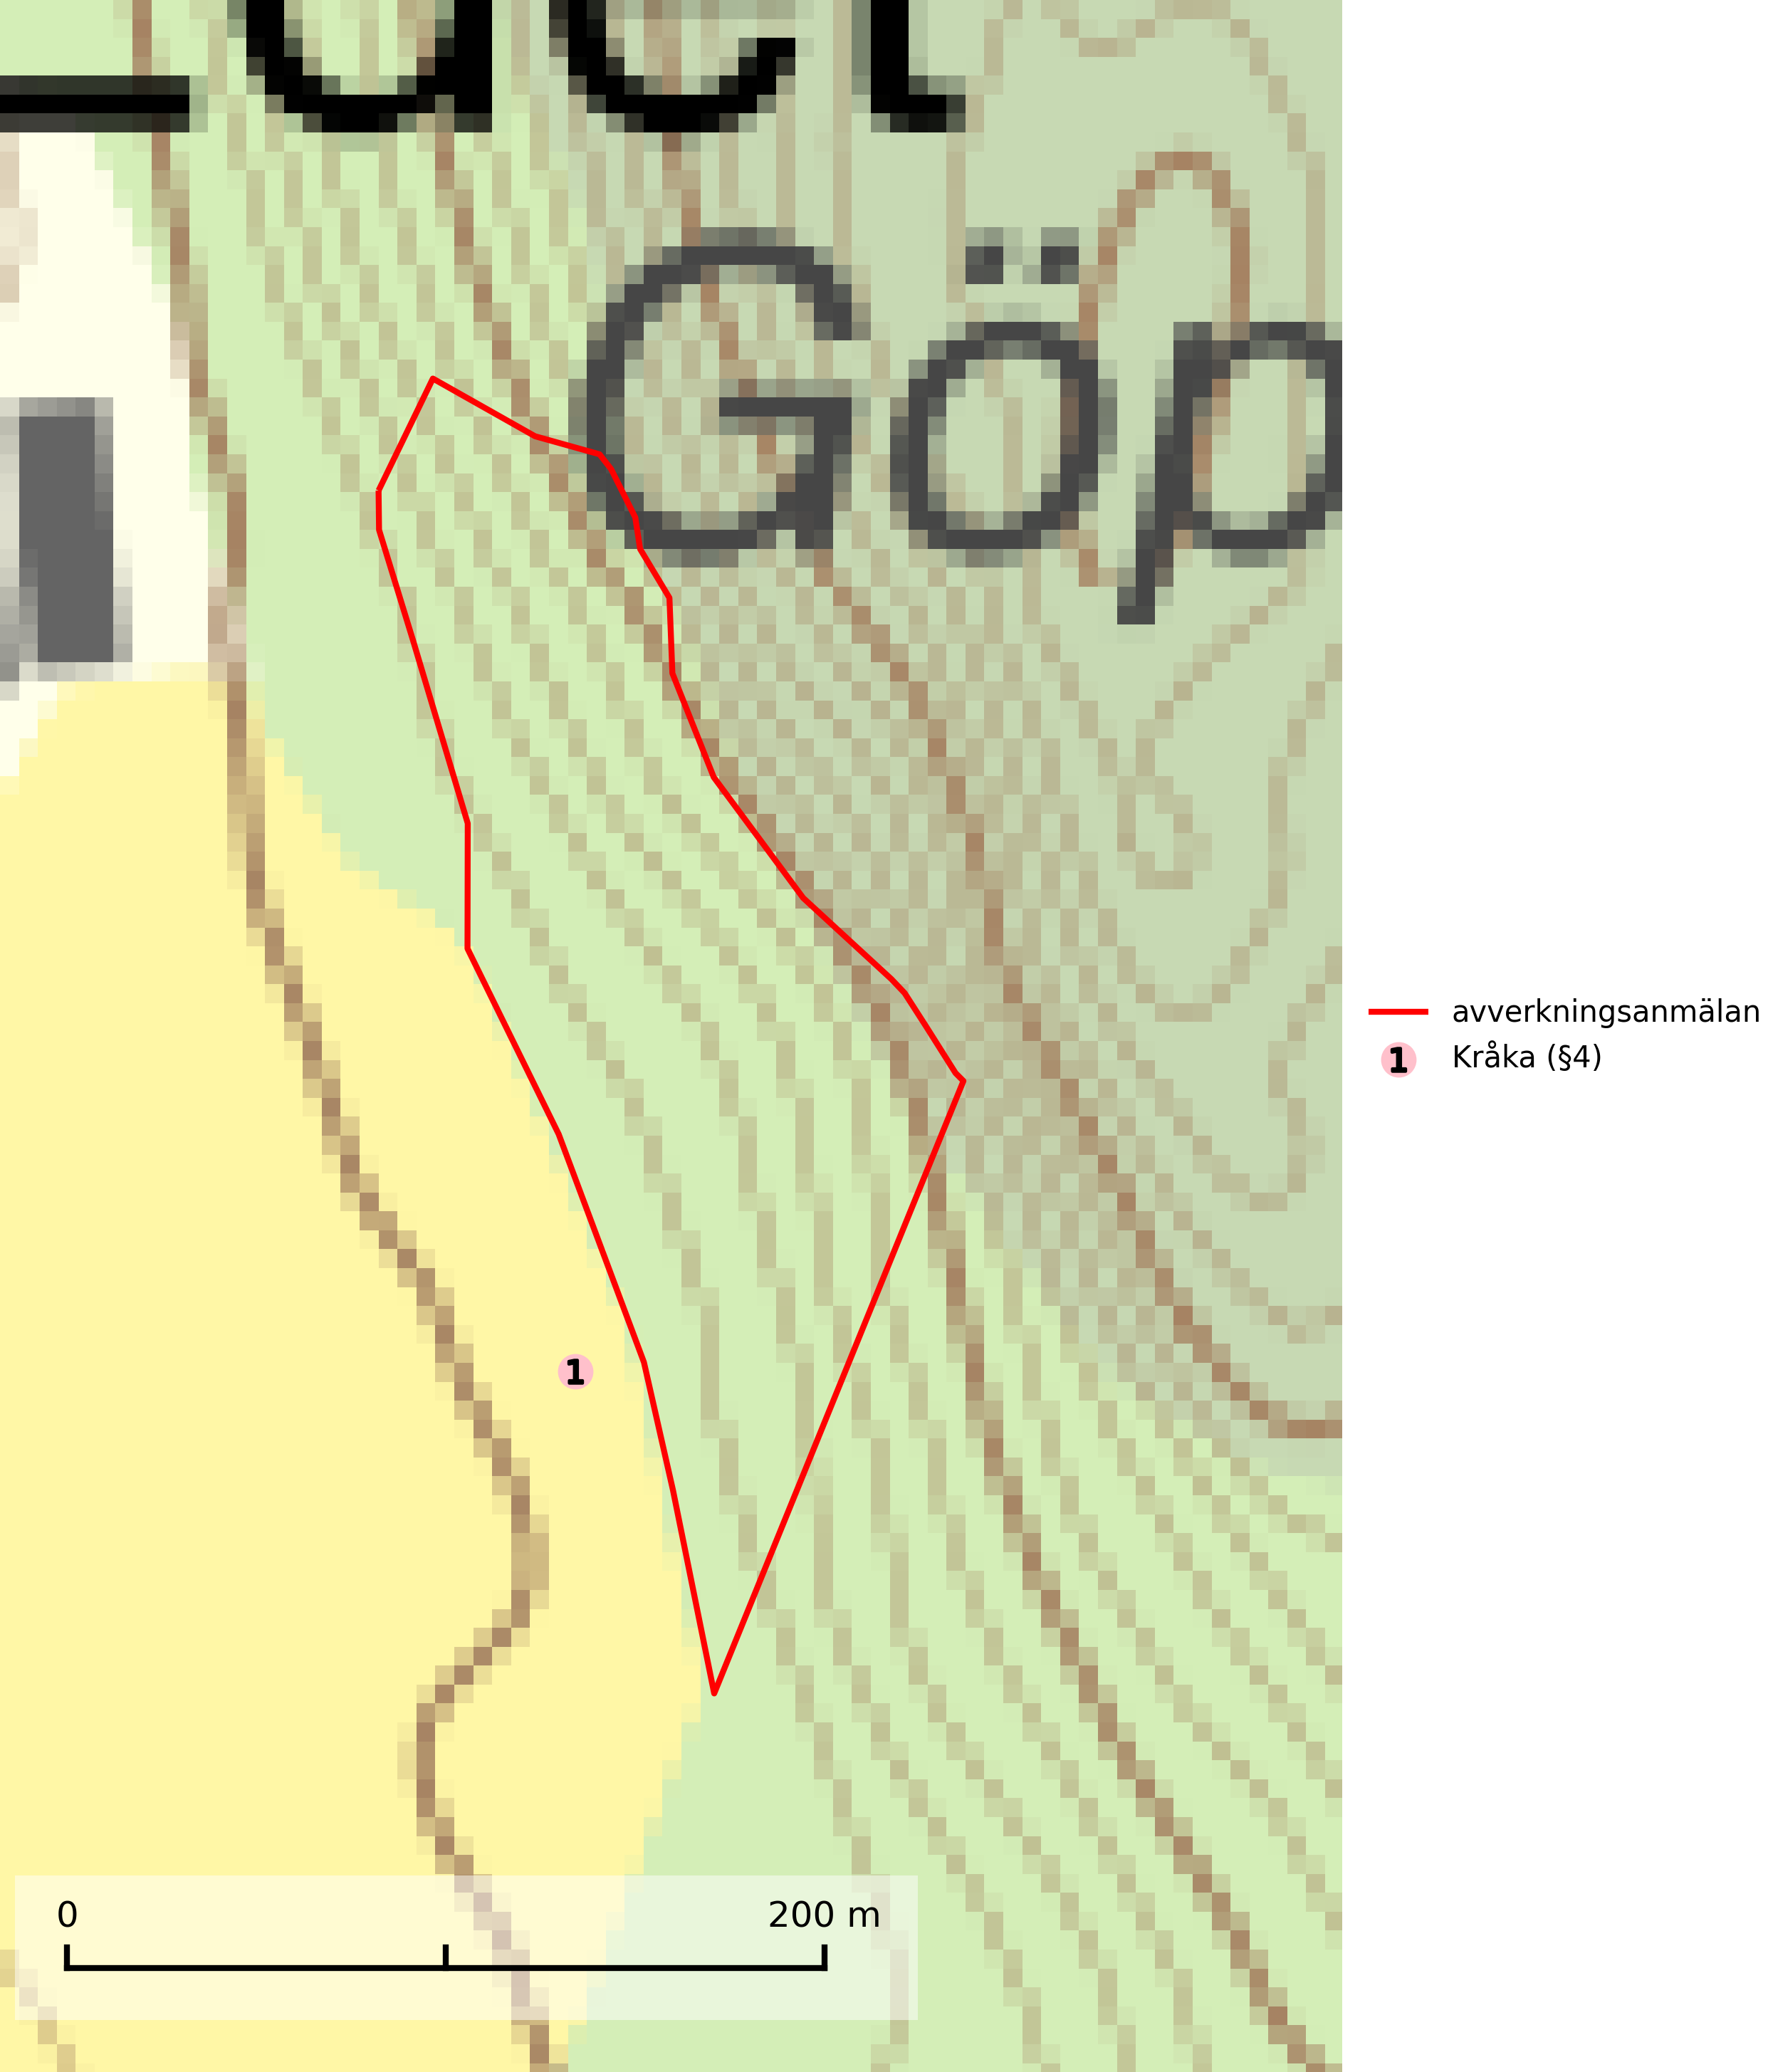 Göp
avverkningsanmälan
1 Kråka (§4)
1
0 200 m